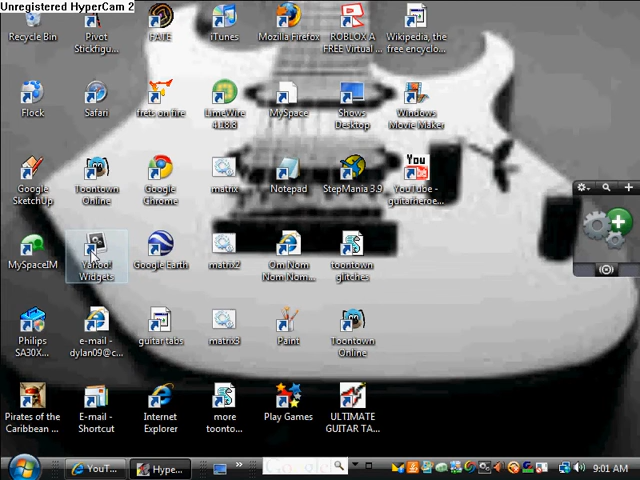 Unregistered HyperCam 2
Recycle Bin
Pivot
Stickfigur...
FATE
iTunes
Mozilla Firefox
ROBLOX A
FREE Virtual ...
Wikipedia,
the free encyclo...
Flock
Safari
frets on fire
LimeWire
4.18.8
MySpace
Shows
Desktop
Windows
Movie Maker
Google
SketchUp
Toontown
Online
Google
Chrome
matrix
Notepad
StepMania 3.9
You
YouTube -
guitarheroe...
MySpaceIM
Yahoo!
Widgets
Google Earth
matrix2
Om Nom
Nom Nom...
toontown
glitches
Philips
SA30X...
e-mail -
dylan09@c...
guitar tabs
matrix3
Paint
Toontown
Online
Pirates of the
Caribbean ...
E-mail -
Shortcut
Internet
Explorer
more
toonto...
Play Games
ULTIMATE
GUITAR TA...
YouT...
Hype...
9:01 AM